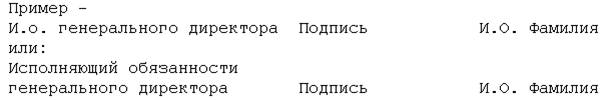 Пример -
И.о. генерального директора Подпись И.О. Фамилия
или:
Исполняющий обязанности
генерального директора Подпись И.О. Фамилия